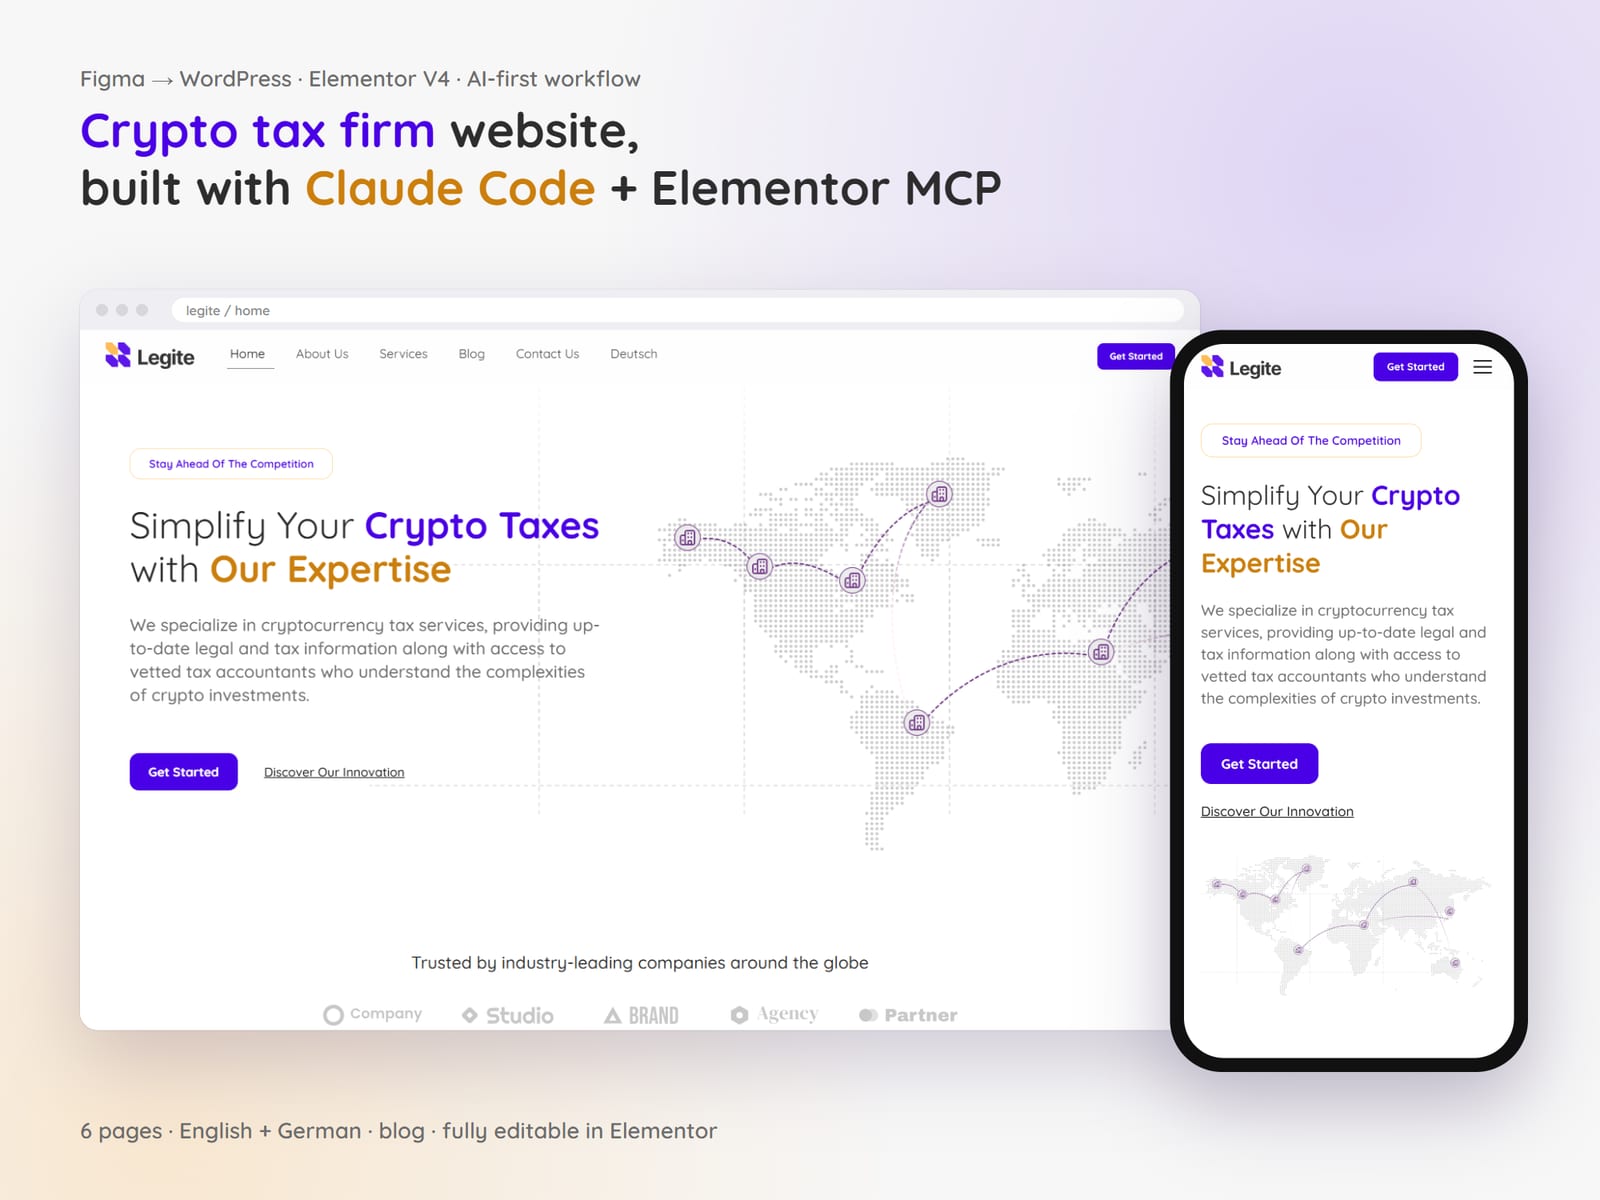 Figma → WordPress · Elementor V4 · AI-first workflow
Crypto tax firm website,
built with Claude Code + Elementor MCP
legite / home
Legite
Home
About Us
Services
Blog
Contact Us
Deutsch
Get Started
Stay Ahead Of The Competition
Simplify Your Crypto Taxes
with Our Expertise
We specialize in cryptocurrency tax services, providing up-
to-date legal and tax information along with access to
vetted tax accountants who understand the complexities
of crypto investments.
Get Started
Discover Our Innovation
Trusted by industry-leading companies around the globe
Company
Studio
BRAND
Agency
Partner
Legite
Get Started
Stay Ahead Of The Competition
Simplify Your Crypto
Taxes with Our
Expertise
We specialize in cryptocurrency tax
services, providing up-to-date legal and
tax information along with access to
vetted tax accountants who understand
the complexities of crypto investments.
Get Started
Discover Our Innovation
6 pages · English + German · blog · fully editable in Elementor